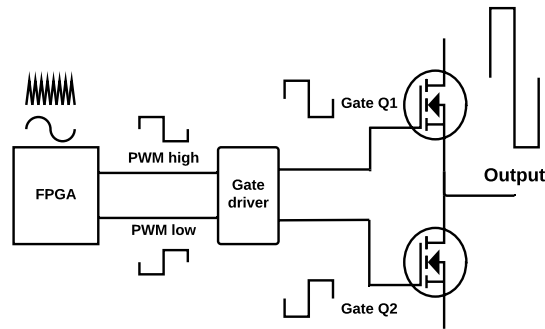 Gate Q1
PWM high
Output
FPGA
Gate
driver
PWM low
Gate Q2